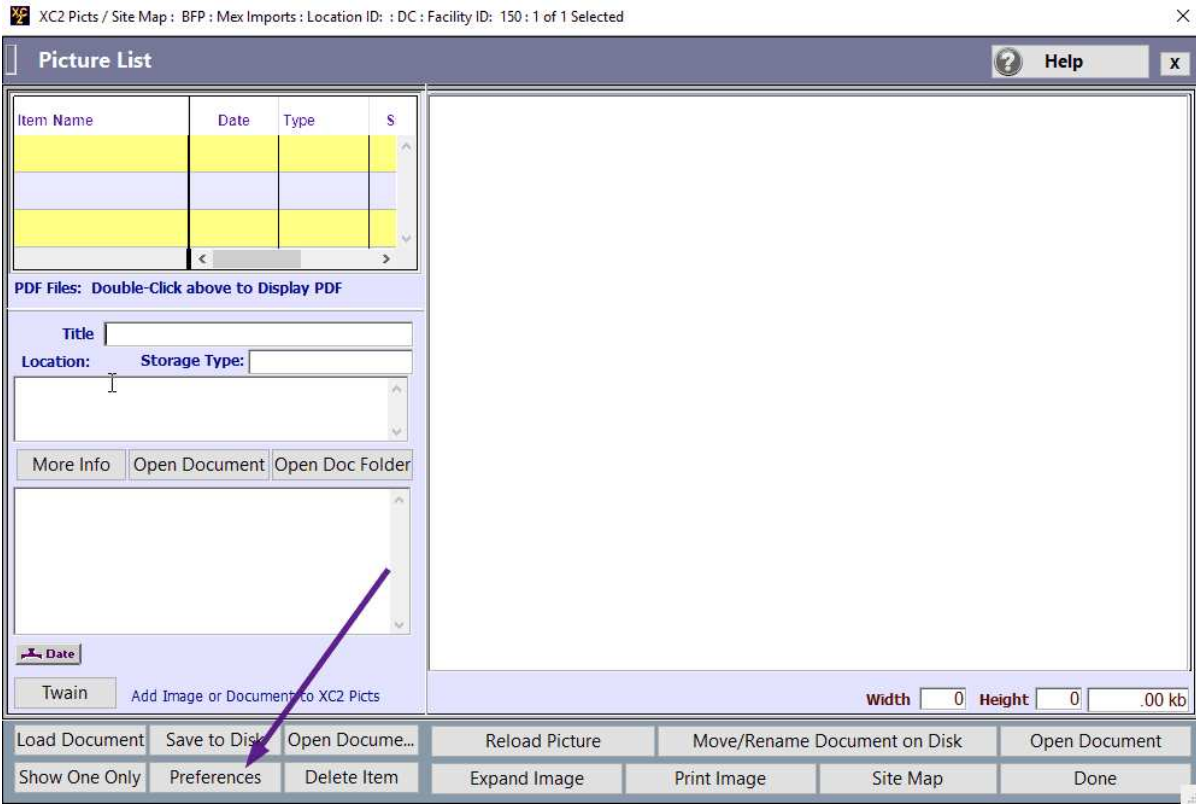 XC2 Picts / Site Map : BFP : Mex Imports : Location ID: : DC : Facility ID: 150 : 1 of 1 Selected
Picture List
Help
X
Item Name Date Type S
PDF Files: Double-Click above to Display PDF
Title
Location: Storage Type:
More Info Open Document Open Doc Folder
Date
Twain Add Image or Document to XC2 Picts
Width 0 Height 0 .00 kb
Load Document Save to Disk Open Docume... Reload Picture Move/Rename Document on Disk Open Document
Show One Only Preferences Delete Item Expand Image Print Image Site Map Done